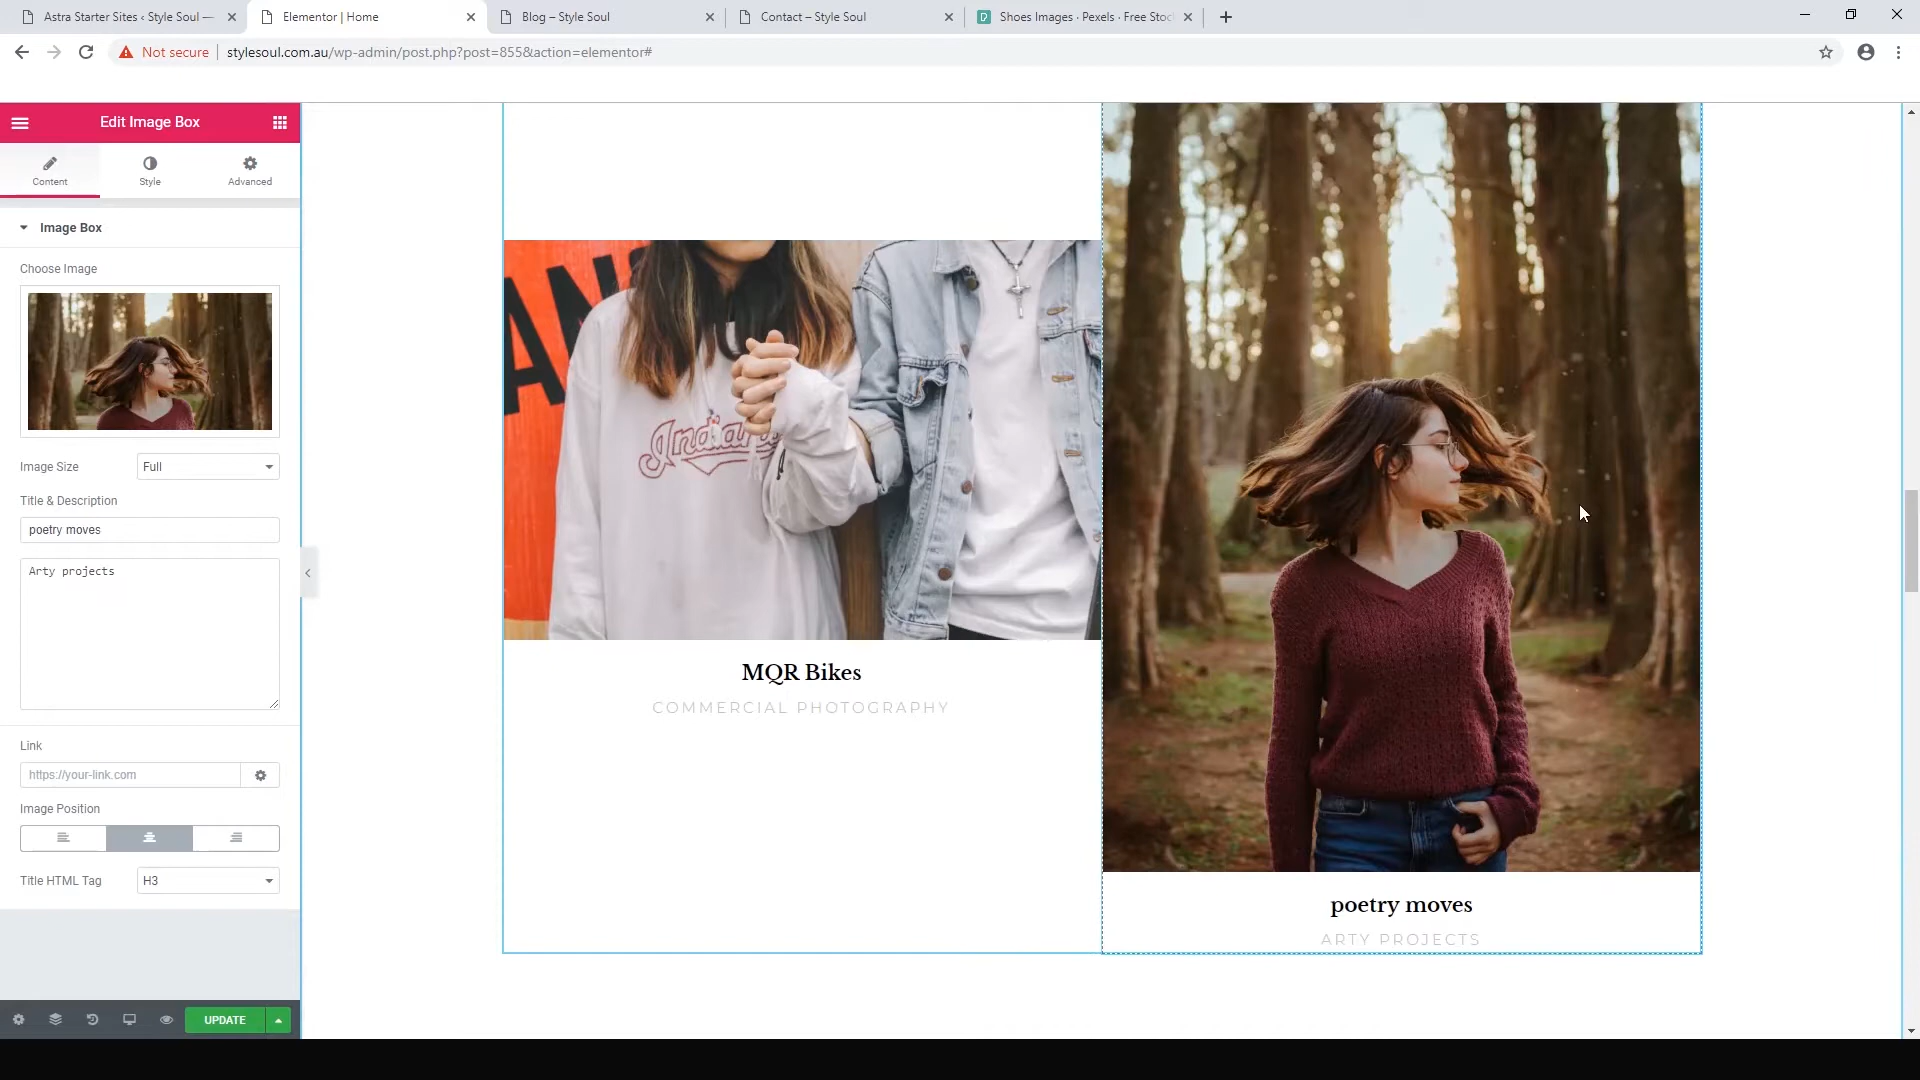 Astra Starter Sites ‹ Style Soul —
Elementor | Home
Blog – Style Soul
Contact – Style Soul
Shoes Images · Pexels · Free Stoc
Not secure
stylesoul.com.au/wp-admin/post.php?post=855&action=elementor#
Edit Image Box
Content
Style
Advanced
Image Box
Choose Image
Image Size
Full
Title & Description
poetry moves
Arty projects
Link
https://your-link.com
Image Position
Title HTML Tag
H3
UPDATE
AN
Indian
MQR Bikes
COMMERCIAL PHOTOGRAPHY
poetry moves
ARTY PROJECTS